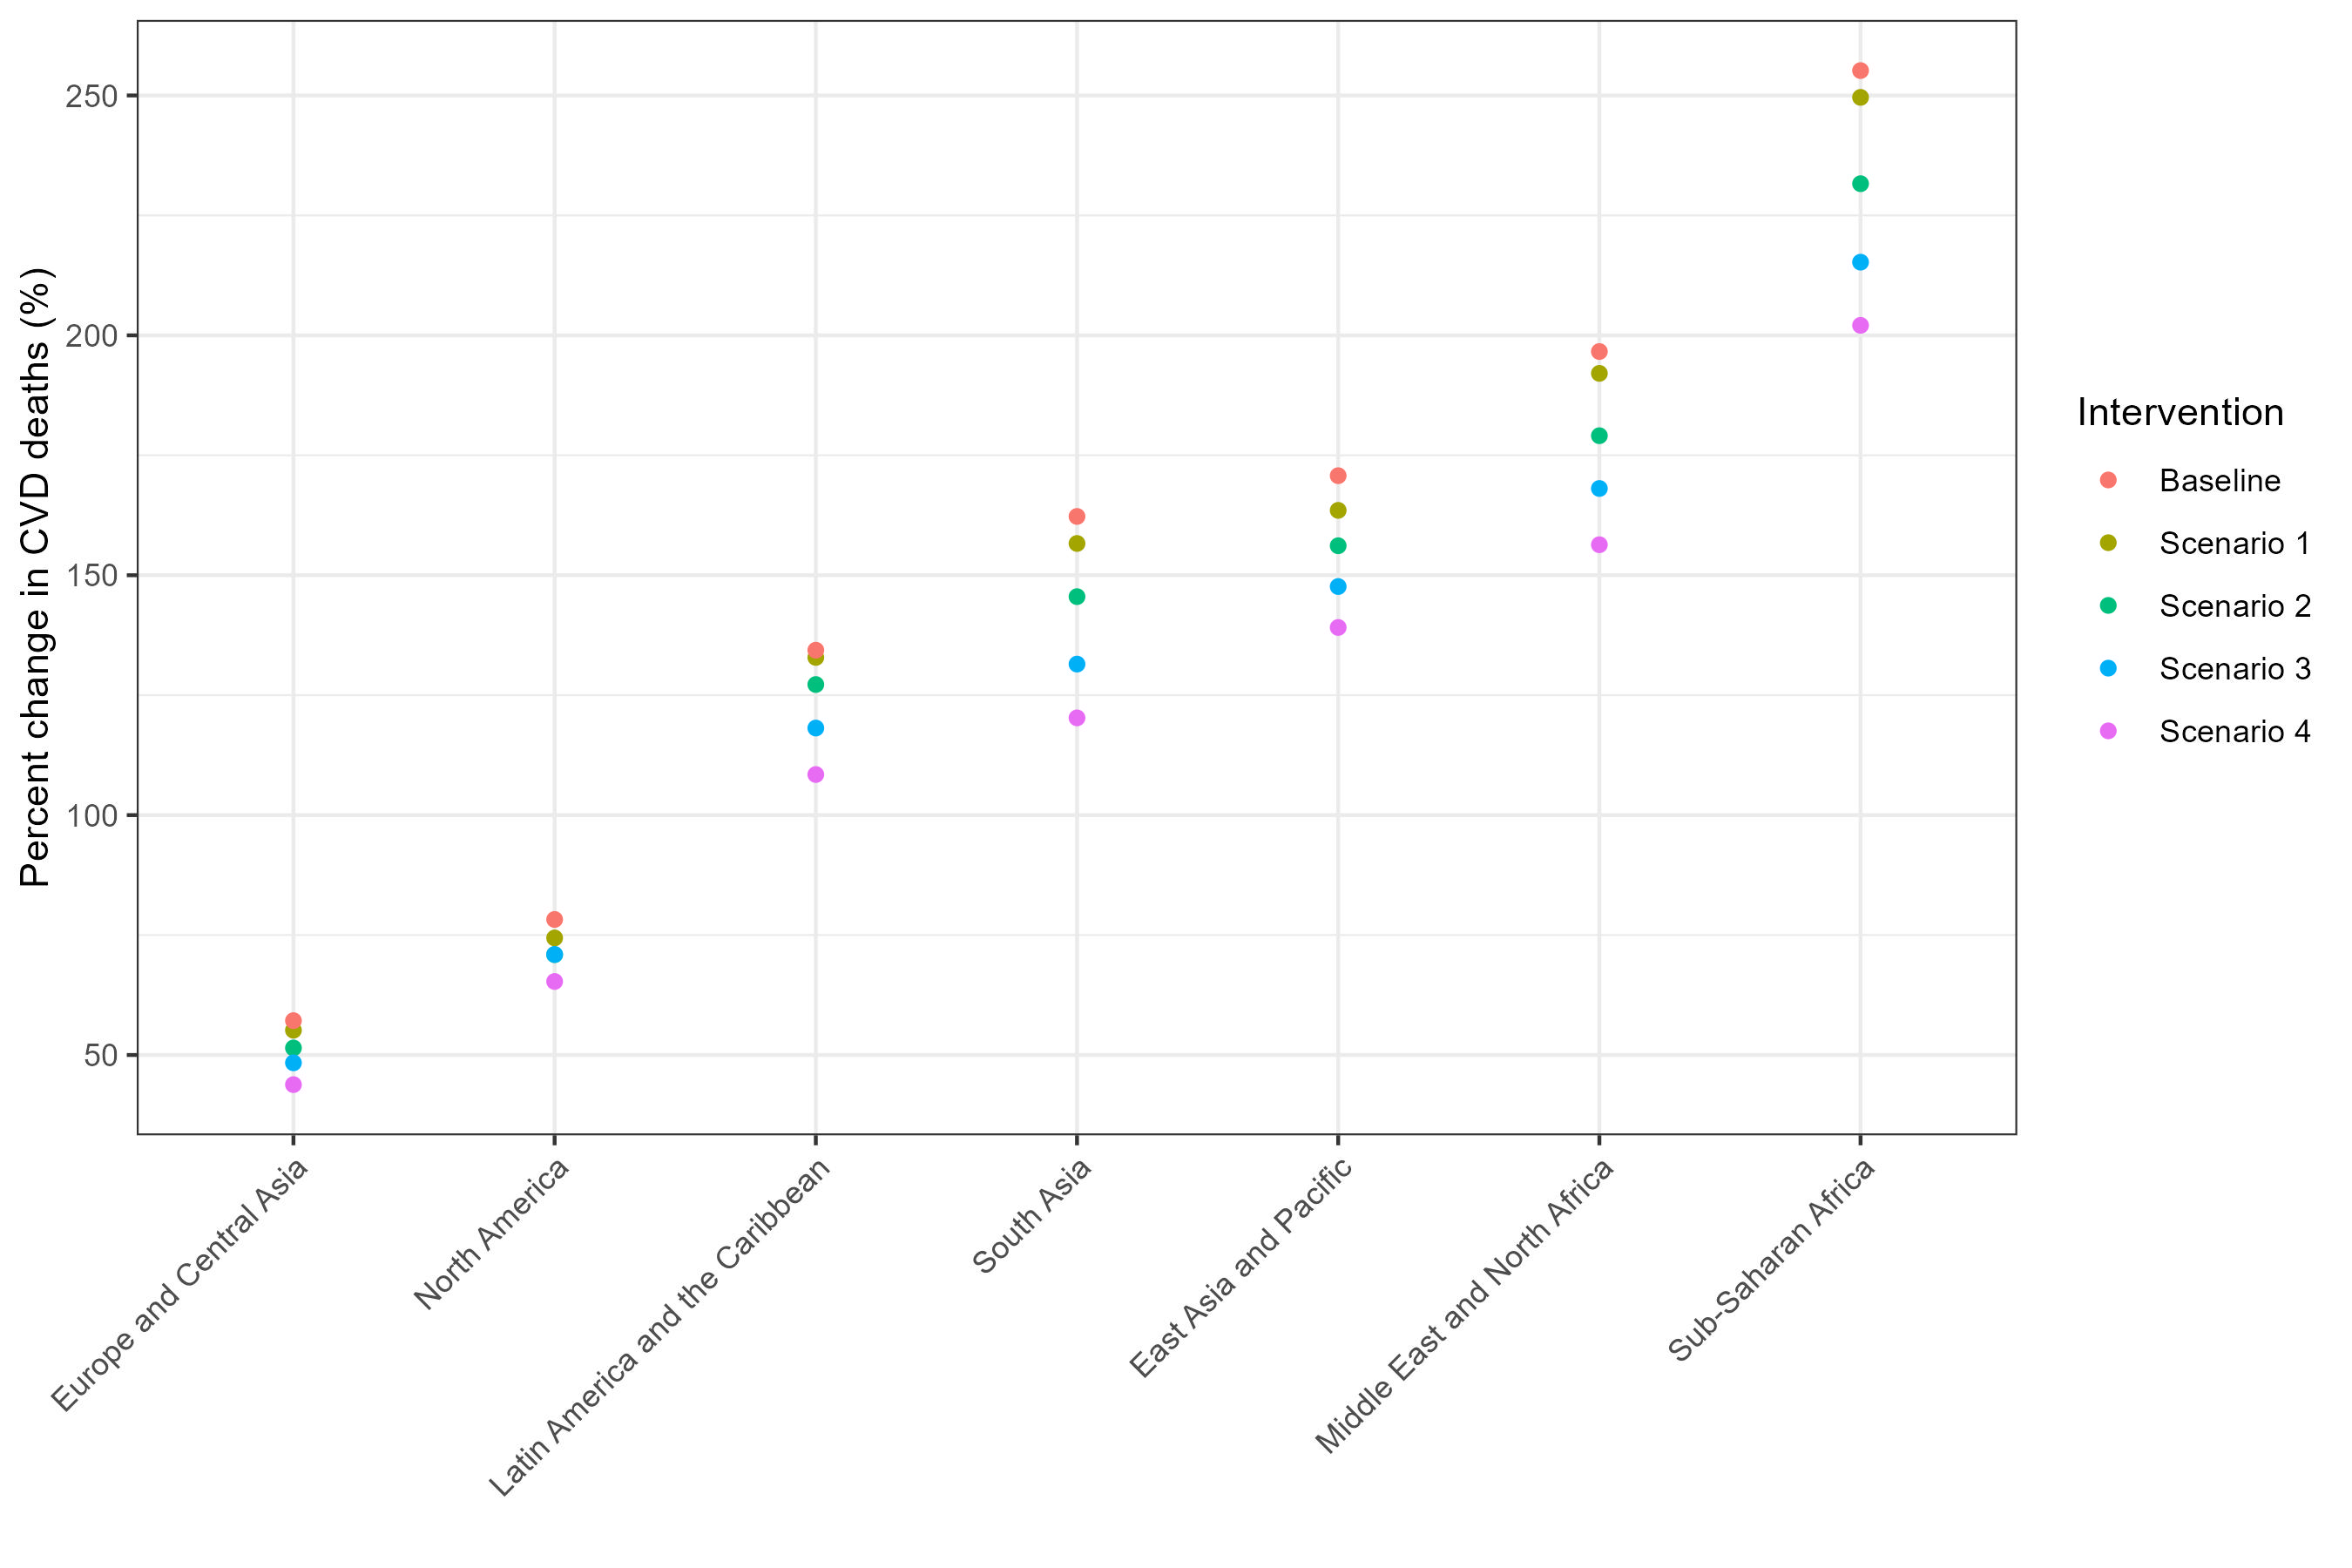 Percent change in CVD deaths (%)
250
200
150
100
50
Europe and Central Asia
North America
Latin America and the Caribbean
South Asia
East Asia and Pacific
Middle East and North Africa
Sub-Saharan Africa
Intervention
Baseline
Scenario 1
Scenario 2
Scenario 3
Scenario 4